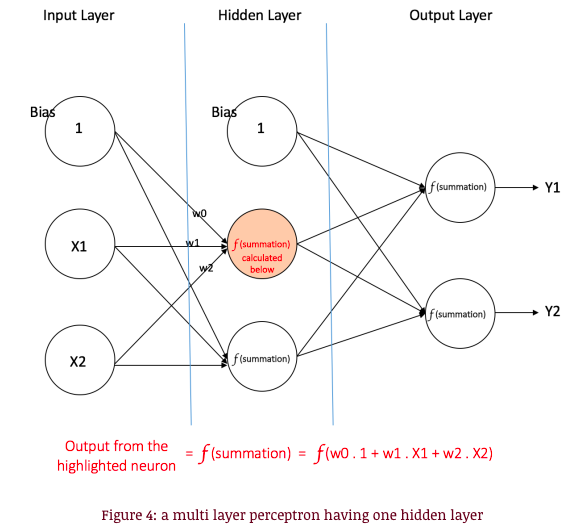 Input Layer
Hidden Layer
Output Layer
Bias
1
Bias
1
f(summation)
Y1
w0
X1
w1
f(summation)
calculated
below
w2
f(summation)
Y2
X2
f(summation)
Output from the
highlighted neuron
= f(summation) = f(w0 . 1 + w1 . X1 + w2 . X2)
Figure 4: a multi layer perceptron having one hidden layer